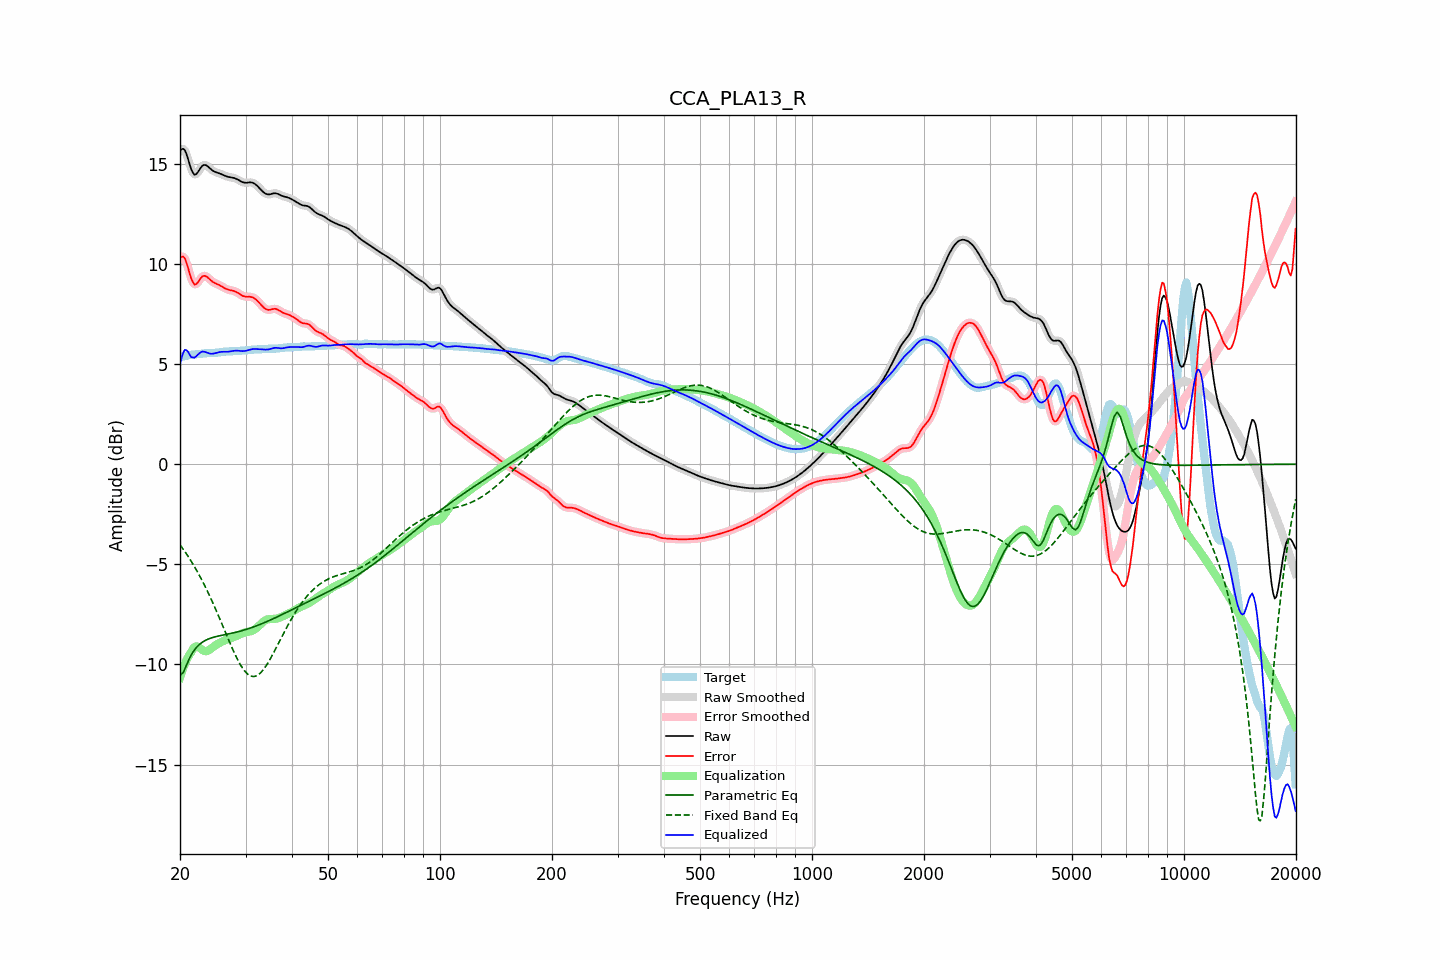 CCA_PLA13_R
Amplitude (dBr)
15
10
5
0
−5
−10
−15
20
50
100
200
500
1000
2000
5000
10000
20000
Frequency (Hz)
Target
Raw Smoothed
Error Smoothed
Raw
Error
Equalization
Parametric Eq
Fixed Band Eq
Equalized